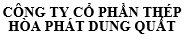 CÔNG TY CỔ PHẦN THÉP
HÒA PHÁT DUNG QUẤT